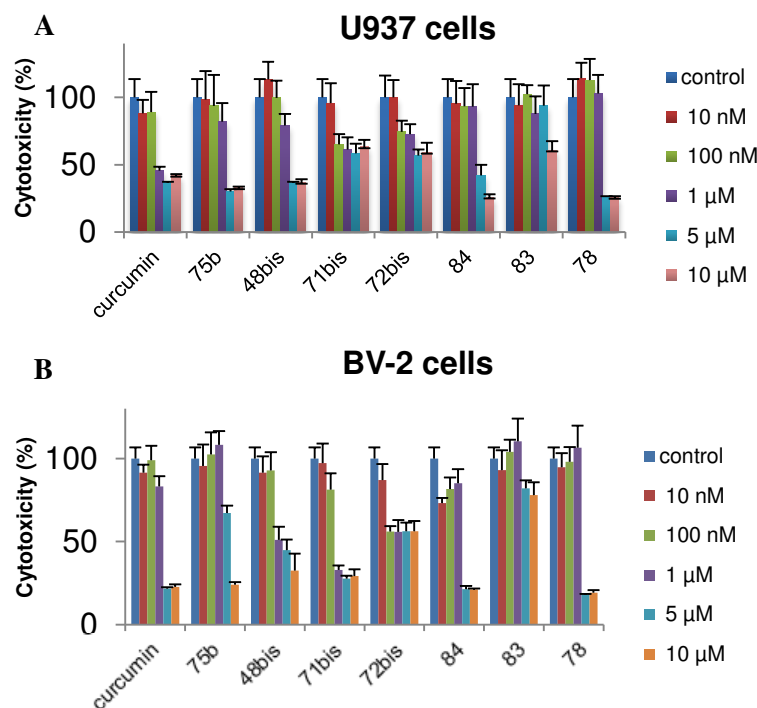 A
U937 cells
Cytotoxicity (%)
100
50
0
curcumin
75b
48bis
71bis
72bis
84
83
78
control
10 nM
100 nM
1 µM
5 µM
10 µM
B
BV-2 cells
Cytotoxicity (%)
100
50
0
curcumin
75b
48bis
71bis
72bis
84
83
78
control
10 nM
100 nM
1 µM
5 µM
10 µM